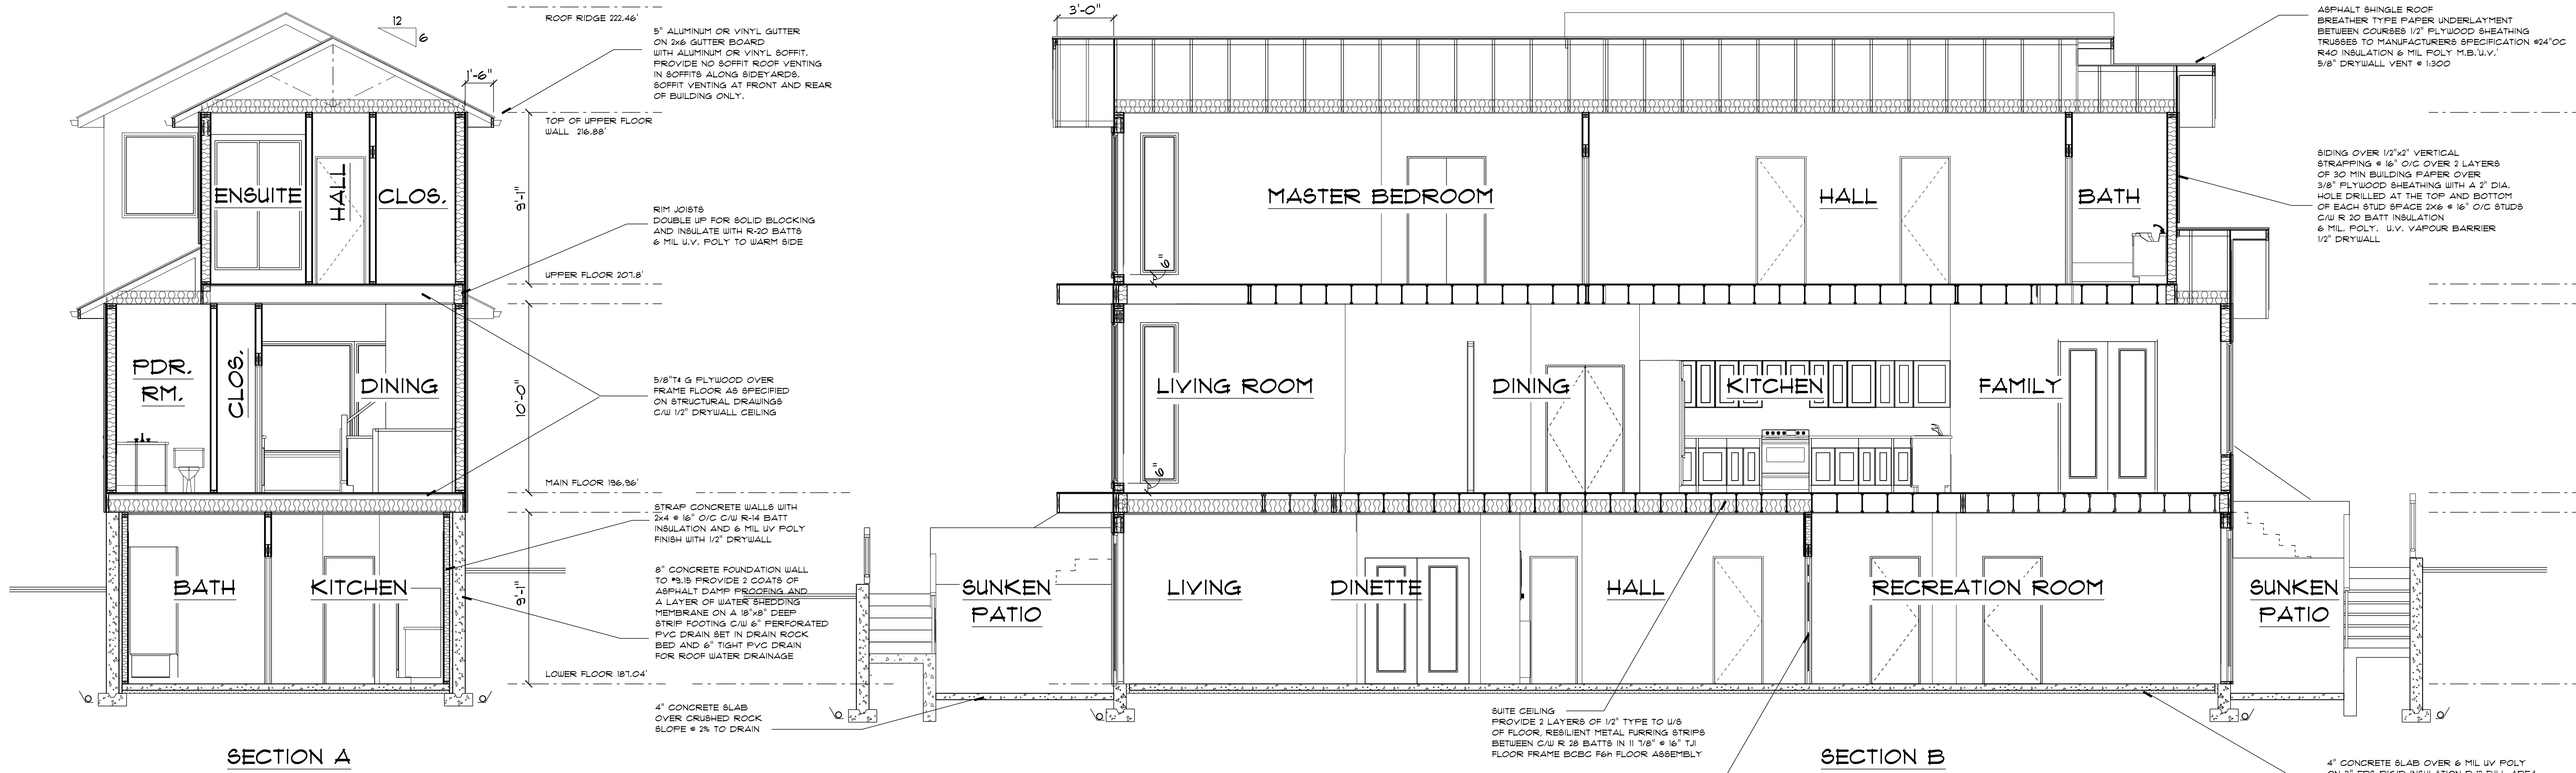 12
6
1'-6"
ROOF RIDGE 222.46'
5" ALUMINUM OR VINYL GUTTER
ON 2x6 GUTTER BOARD
WITH ALUMINUM OR VINYL SOFFIT.
PROVIDE NO SOFFIT ROOF VENTING
IN SOFFITS ALONG SIDEYARDS.
SOFFIT VENTING AT FRONT AND REAR
OF BUILDING ONLY.
TOP OF UPPER FLOOR
WALL 216.88'
9'-1"
ENSUITE
HALL
CLOS.
RIM JOISTS
DOUBLE UP FOR SOLID BLOCKING
AND INSULATE WITH R-20 BATTS
6 MIL U.V. POLY TO WARM SIDE
UPPER FLOOR 207.8'
PDR.
RM.
CLOS.
DINING
10'-0"
5/8"T& G PLYWOOD OVER
FRAME FLOOR AS SPECIFIED
ON STRUCTURAL DRAWINGS
C/W 1/2" DRYWALL CEILING
MAIN FLOOR 196.96'
STRAP CONCRETE WALLS WITH
2x4 @ 16" O/C C/W R-14 BATT
INSULATION AND 6 MIL UV POLY
FINISH WITH 1/2" DRYWALL
BATH
KITCHEN
9'-1"
8" CONCRETE FOUNDATION WALL
TO #9.15 PROVIDE 2 COATS OF
ASPHALT DAMP PROOFING AND
A LAYER OF WATER SHEDDING
MEMBRANE ON A 18"x8" DEEP
STRIP FOOTING C/W 6" PERFORATED
PVC DRAIN SET IN DRAIN ROCK
BED AND 6" TIGHT PVC DRAIN
FOR ROOF WATER DRAINAGE
LOWER FLOOR 187.04'
4" CONCRETE SLAB
OVER CRUSHED ROCK
SLOPE @ 2% TO DRAIN
SECTION A
3'-0"
ASPHALT SHINGLE ROOF
BREATHER TYPE PAPER UNDERLAYMENT
BETWEEN COURSES 1/2" PLYWOOD SHEATHING
TRUSSES TO MANUFACTURERS SPECIFICATION @24"OC
R40 INSULATION 6 MIL POLY M.B.'U.V.'
5/8" DRYWALL VENT @ 1:300
MASTER BEDROOM
HALL
BATH
6"
SIDING OVER 1/2"x2" VERTICAL
STRAPPING @ 16" O/C OVER 2 LAYERS
OF 30 MIN BUILDING PAPER OVER
3/8" PLYWOOD SHEATHING WITH A 2" DIA.
HOLE DRILLED AT THE TOP AND BOTTOM
OF EACH STUD SPACE 2X6 @ 16" O/C STUDS
C/W R 20 BATT INSULATION
6 MIL. POLY. U.V. VAPOUR BARRIER
1/2" DRYWALL
LIVING ROOM
DINING
KITCHEN
FAMILY
6"
SUNKEN
PATIO
LIVING
DINETTE
HALL
RECREATION ROOM
SUNKEN
PATIO
SUITE CEILING
PROVIDE 2 LAYERS OF 1/2" TYPE TO U/S
OF FLOOR, RESILIENT METAL FURRING STRIPS
BETWEEN C/W R 28 BATTS IN 11 7/8" @ 16" TJI
FLOOR FRAME BCBC F6h FLOOR ASSEMBLY
SECTION B
4" CONCRETE SLAB OVER 6 MIL UV POLY